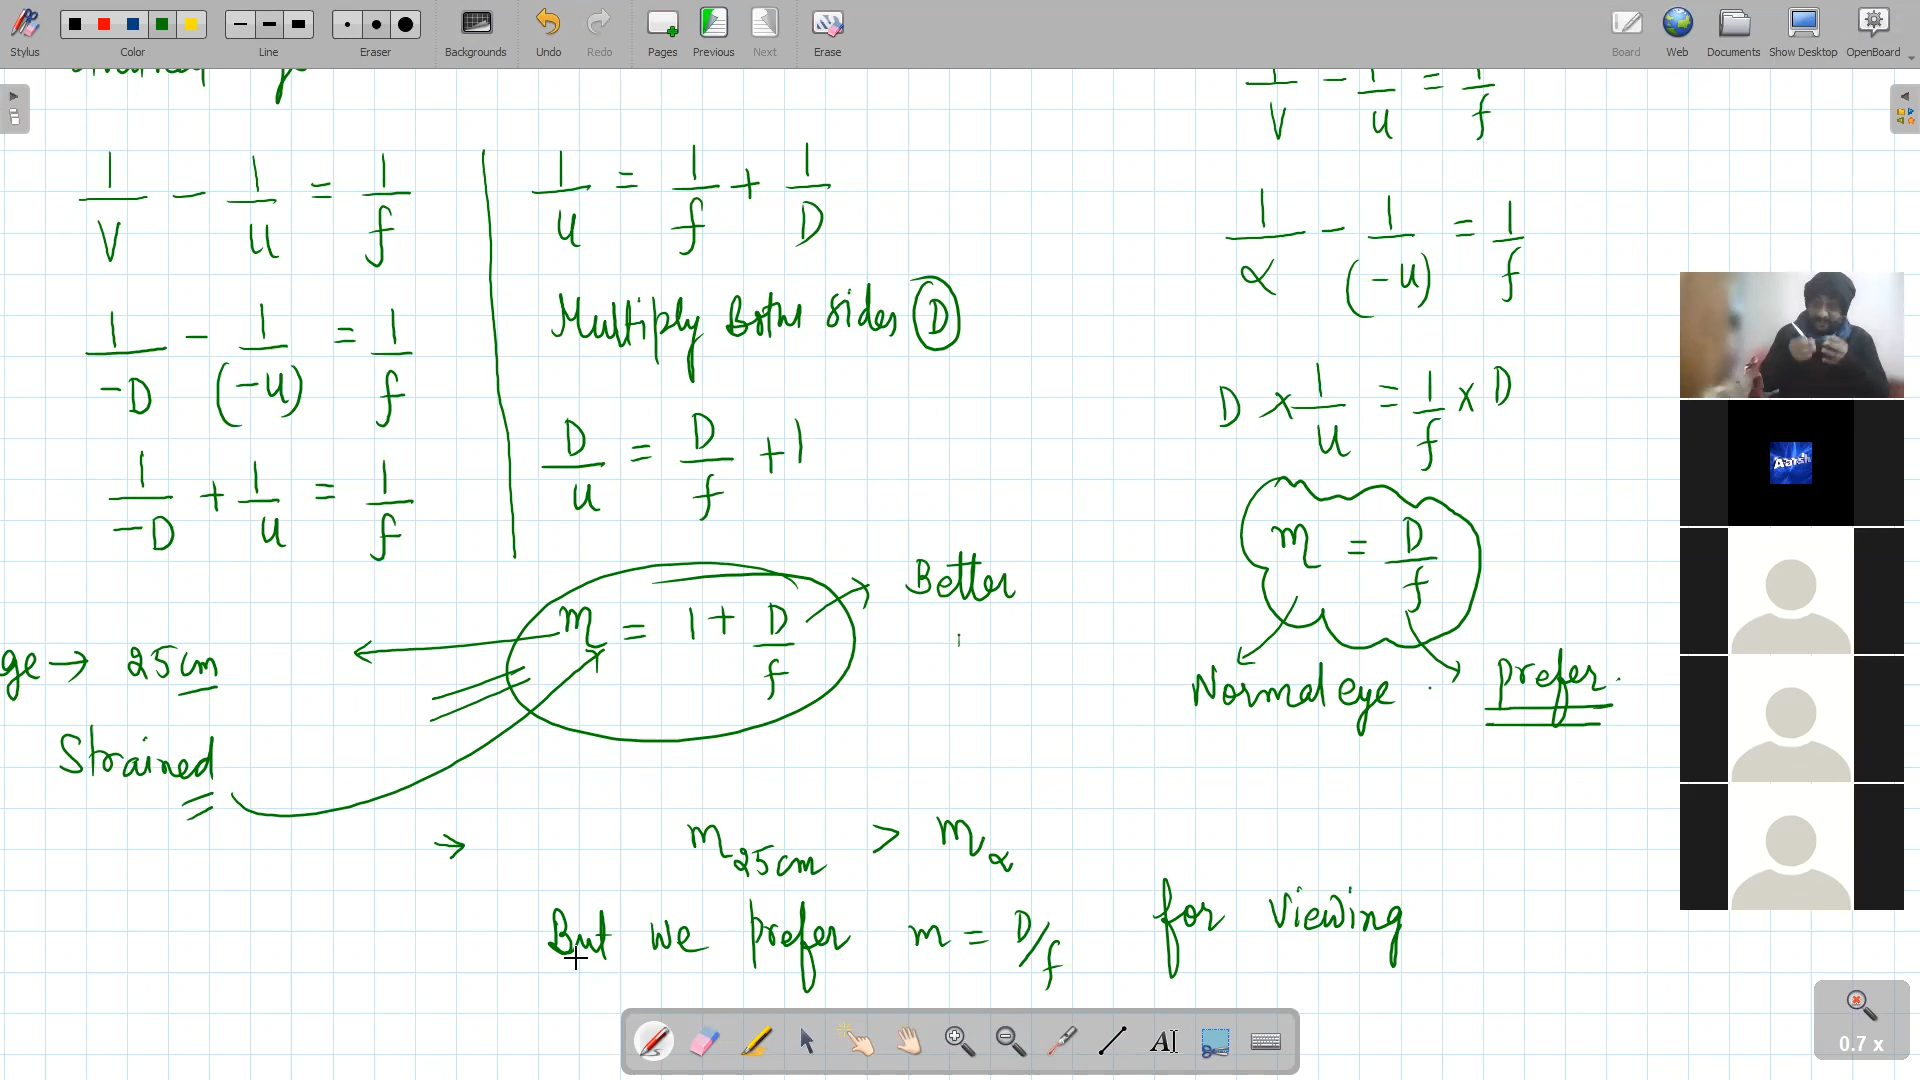 Stylus Color Line Eraser Backgrounds Undo Redo Pages Previous Next Erase Board Web Documents Show Desktop OpenBoard
1/V - 1/u = 1/f
1/-D - 1/(-u) = 1/f
1/-D + 1/u = 1/f
1/u = 1/f + 1/D
Multiply Both sides D
D/u = D/f + 1
m = 1 + D/f
Better
ge → 25cm
Strained
1/V - 1/u = 1/f
1/∝ - 1/(-u) = 1/f
D × 1/u = 1/f × D
m = D/f
Normal eye
prefer.
→ m 25cm > m ∝
But we prefer m = D/f for viewing
Aarsh
0.7 x